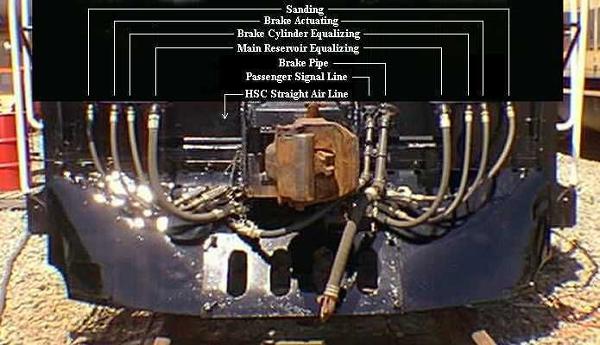 Sanding
Brake Actuating
Brake Cylinder Equalizing
Main Reservoir Equalizing
Brake Pipe
Passenger Signal Line
HSC Straight Air Line